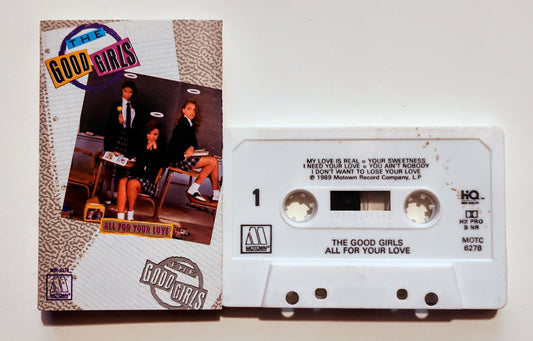 THE
GOOD GIRLS
ALL FOR YOUR LOVE
MOTOWN
THE
GOOD GIRLS
MY LOVE IS REAL o YOUR SWEETNESS
I NEED YOUR LOVE o YOU AIN'T NOBODY
I DON'T WANT TO LOSE YOUR LOVE
℗ 1989 Motown Record Company, L.P
1
HQ
HX PRO
B NR
MOTOWN
THE GOOD GIRLS
ALL FOR YOUR LOVE
MOTC
6278